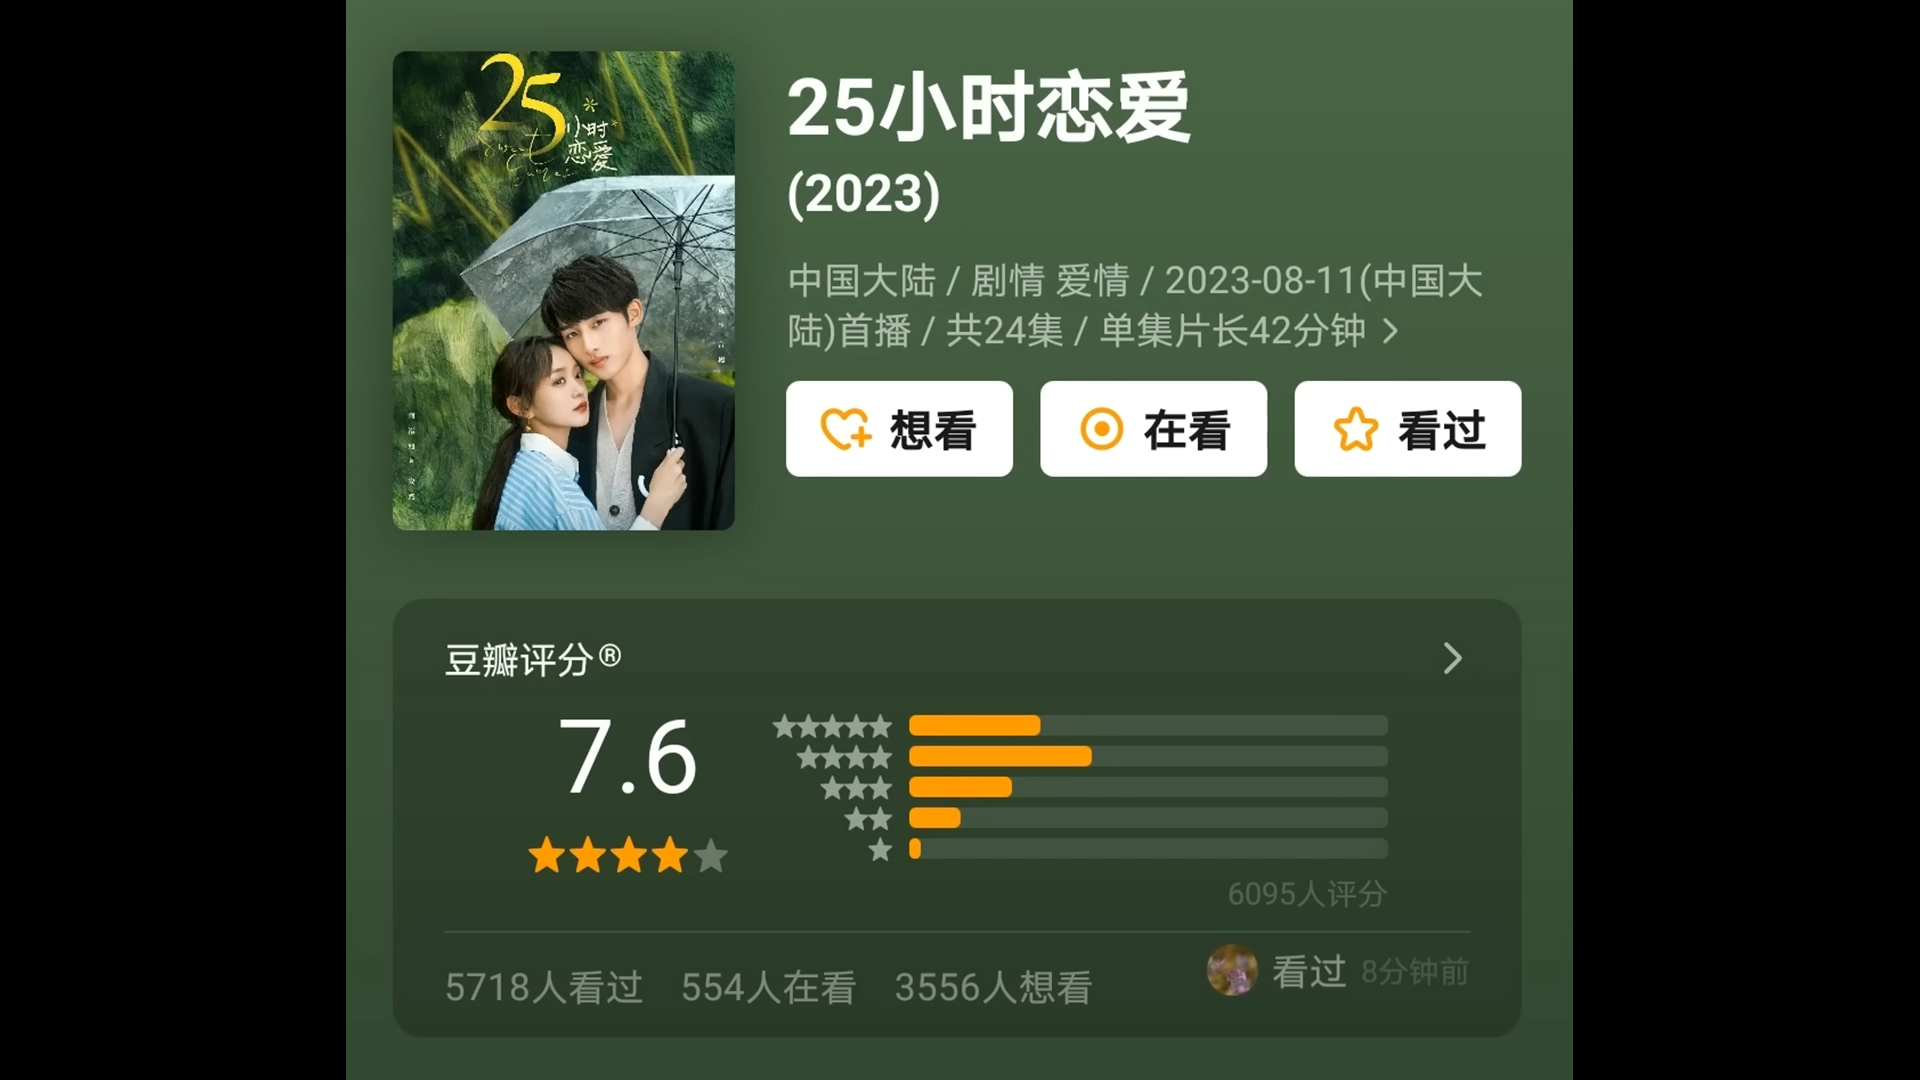 25
小时
恋爱
25小时恋爱
(2023)
中国大陆 / 剧情 爱情 / 2023-08-11(中国大
陆)首播 / 共24集 / 单集片长42分钟
想看
在看
看过
豆瓣评分®
7.6
6095人评分
5718人看过 554人在看 3556人想看
看过 8分钟前